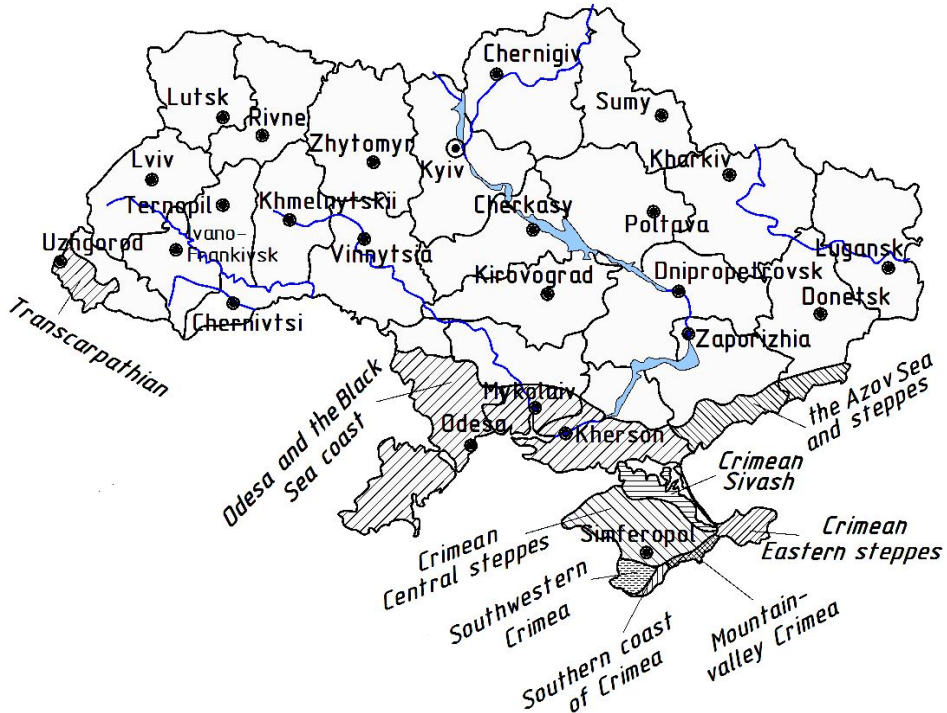 Chernigiv
Lutsk
Rivne
Sumy
Zhytomyr
Kyiv
Lviv
Kharkiv
Ternopil
Khmelnytskii
Cherkasy
Poltava
Uzhgorod
Ivano-
Frankivsk
Vinnytsia
Lugansk
Kirovograd
Dnipropetrovsk
Donetsk
Chernivtsi
Zaporizhia
Transcarpathian
Mykolaiv
the Azov Sea
and steppes
Odesa
Kherson
Odesa and the Black
Sea coast
Crimean
Sivash
Crimean
Central steppes
Simferopol
Crimean
Eastern steppes
Southwestern
Crimea
Southern coast
of Crimea
Mountain-
valley Crimea